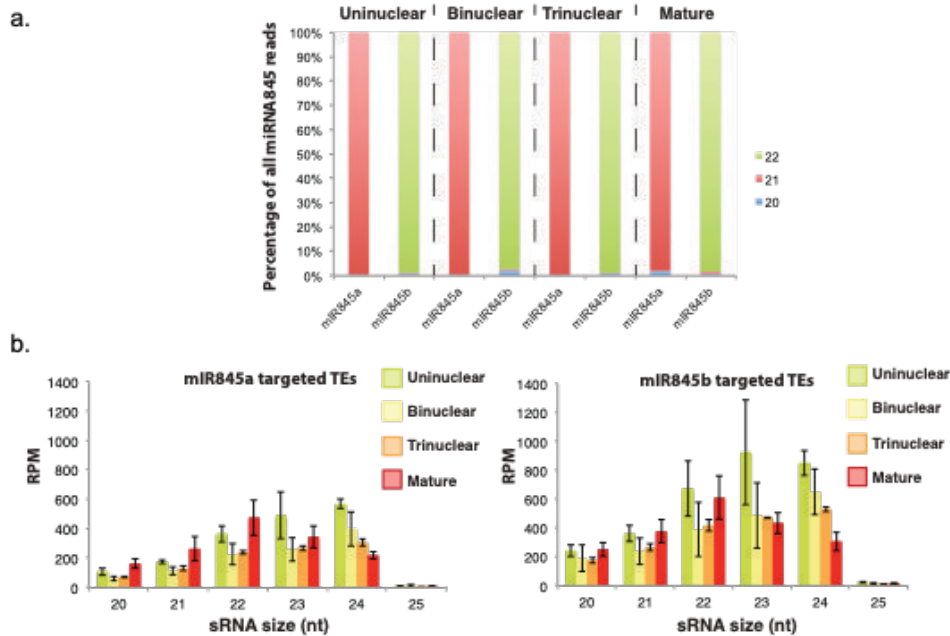 a.
Uninuclear Binuclear Trinuclear Mature
Percentage of all miRNA845 reads
100%
90%
80%
70%
60%
50%
40%
30%
20%
10%
0%
22
21
20
miR845a miR845b miR845a miR845b miR845a miR845b miR845a miR845b
b.
miR845a targeted TEs
RPM
1400
1200
1000
800
600
400
200
0
Uninuclear
Binuclear
Trinuclear
Mature
20 21 22 23 24 25
sRNA size (nt)
miR845b targeted TEs
RPM
1400
1200
1000
800
600
400
200
0
Uninuclear
Binuclear
Trinuclear
Mature
20 21 22 23 24 25
sRNA size (nt)